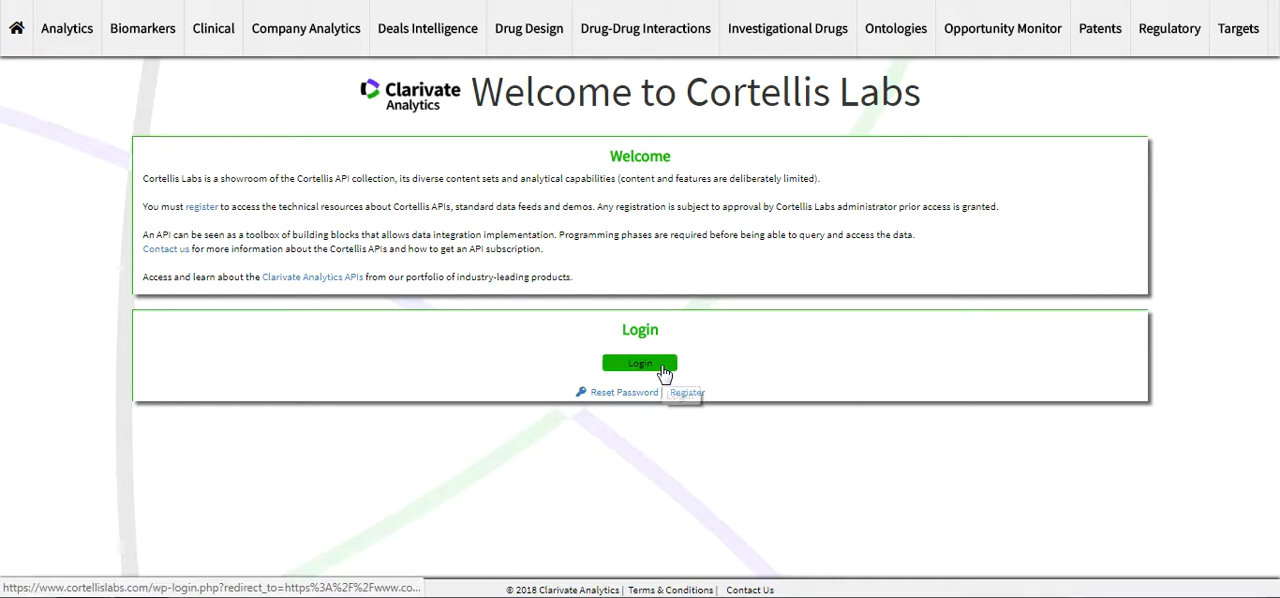 Analytics Biomarkers Clinical Company Analytics Deals Intelligence Drug Design Drug-Drug Interactions Investigational Drugs Ontologies Opportunity Monitor Patents Regulatory Targets
Clarivate
Analytics
Welcome to Cortellis Labs
Welcome
Cortellis Labs is a showroom of the Cortellis API collection, its diverse content sets and analytical capabilities (content and features are deliberately limited).
You must register to access the technical resources about Cortellis APIs, standard data feeds and demos. Any registration is subject to approval by Cortellis Labs administrator prior access is granted.
An API can be seen as a toolbox of building blocks that allows data integration implementation. Programming phases are required before being able to query and access the data.
Contact us for more information about the Cortellis APIs and how to get an API subscription.
Access and learn about the Clarivate Analytics APIs from our portfolio of industry-leading products.
Login
Login
Reset Password | Register
https://www.cortellislabs.com/wp-login.php?redirect_to=https%3A%2F%2Fwww.co...
© 2018 Clarivate Analytics | Terms & Conditions | Contact Us